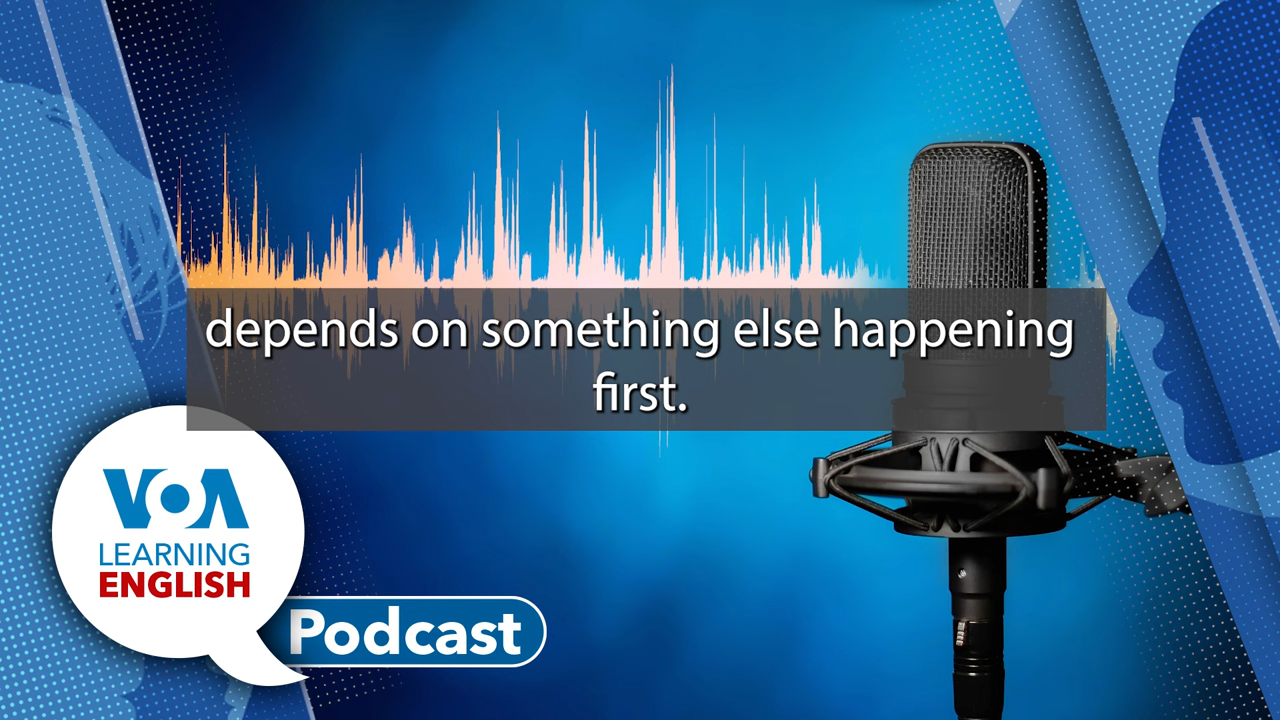 depends on something else happening
first.
VOA
LEARNING
ENGLISH
Podcast